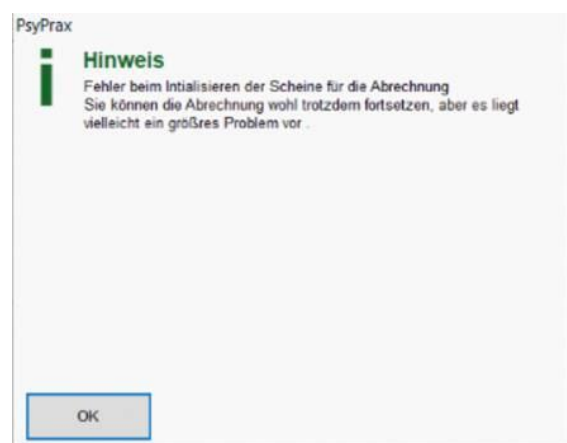 PsyPrax
Hinweis
Fehler beim Intialisieren der Scheine für die Abrechnung
Sie können die Abrechnung wohl trotzdem fortsetzen, aber es liegt
vielleicht ein größres Problem vor .
OK